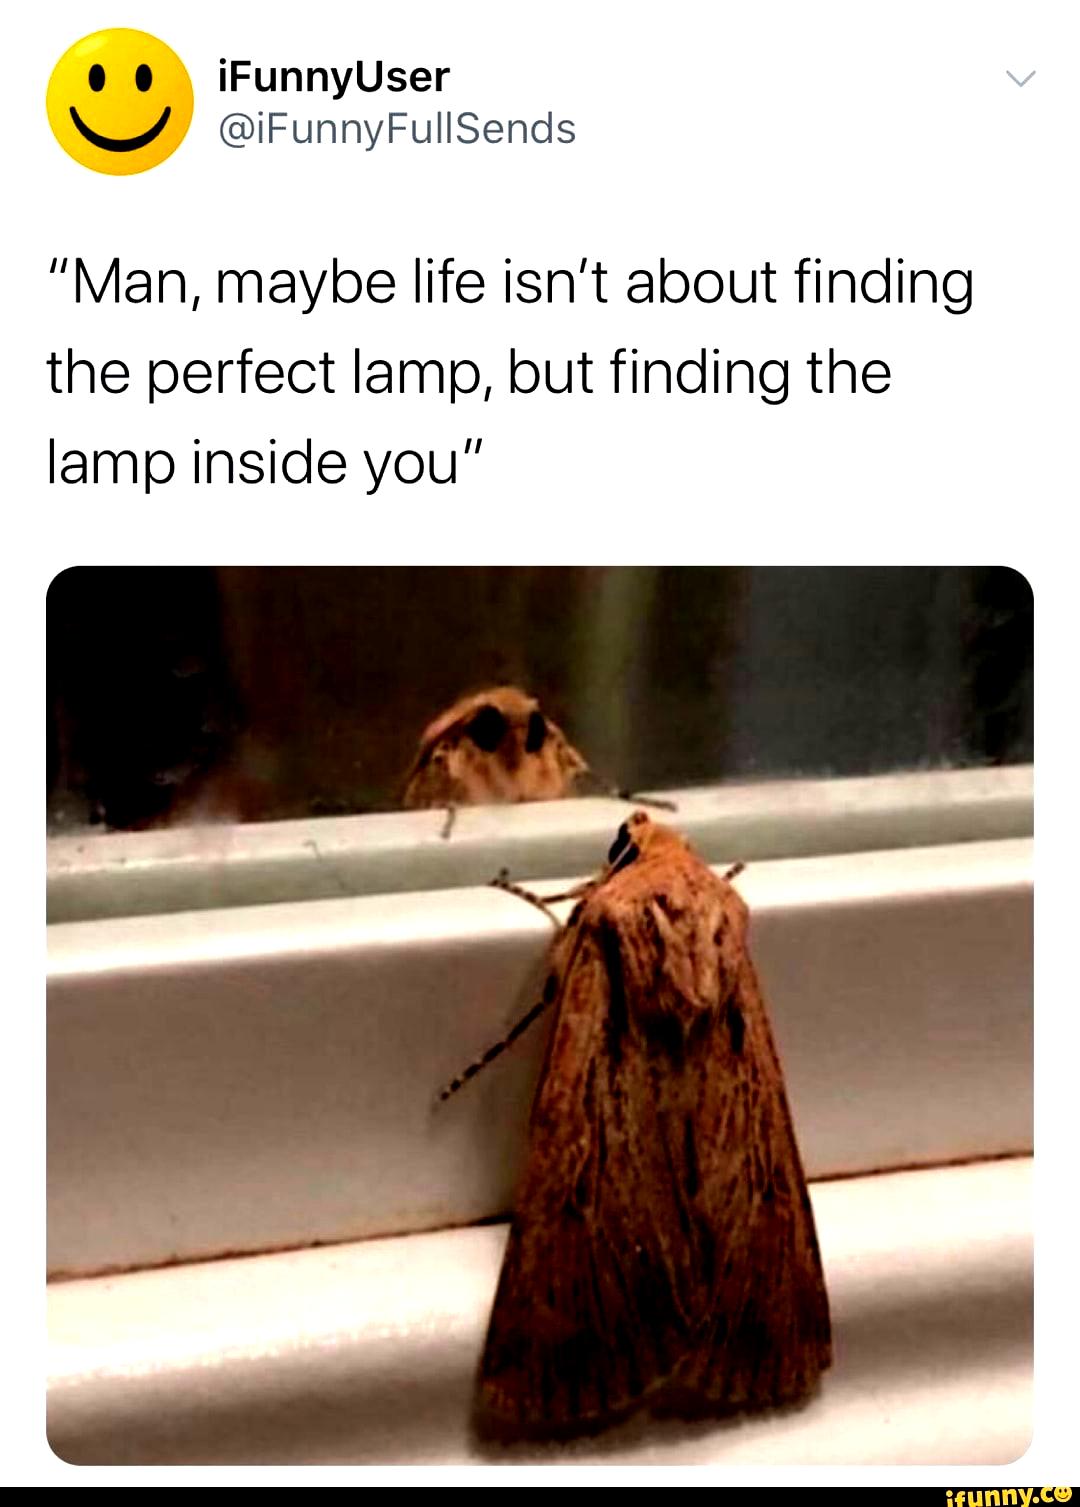 iFunnyUser
@iFunnyFullSends
“Man, maybe life isn’t about finding
the perfect lamp, but finding the
lamp inside you”
ifunny.co